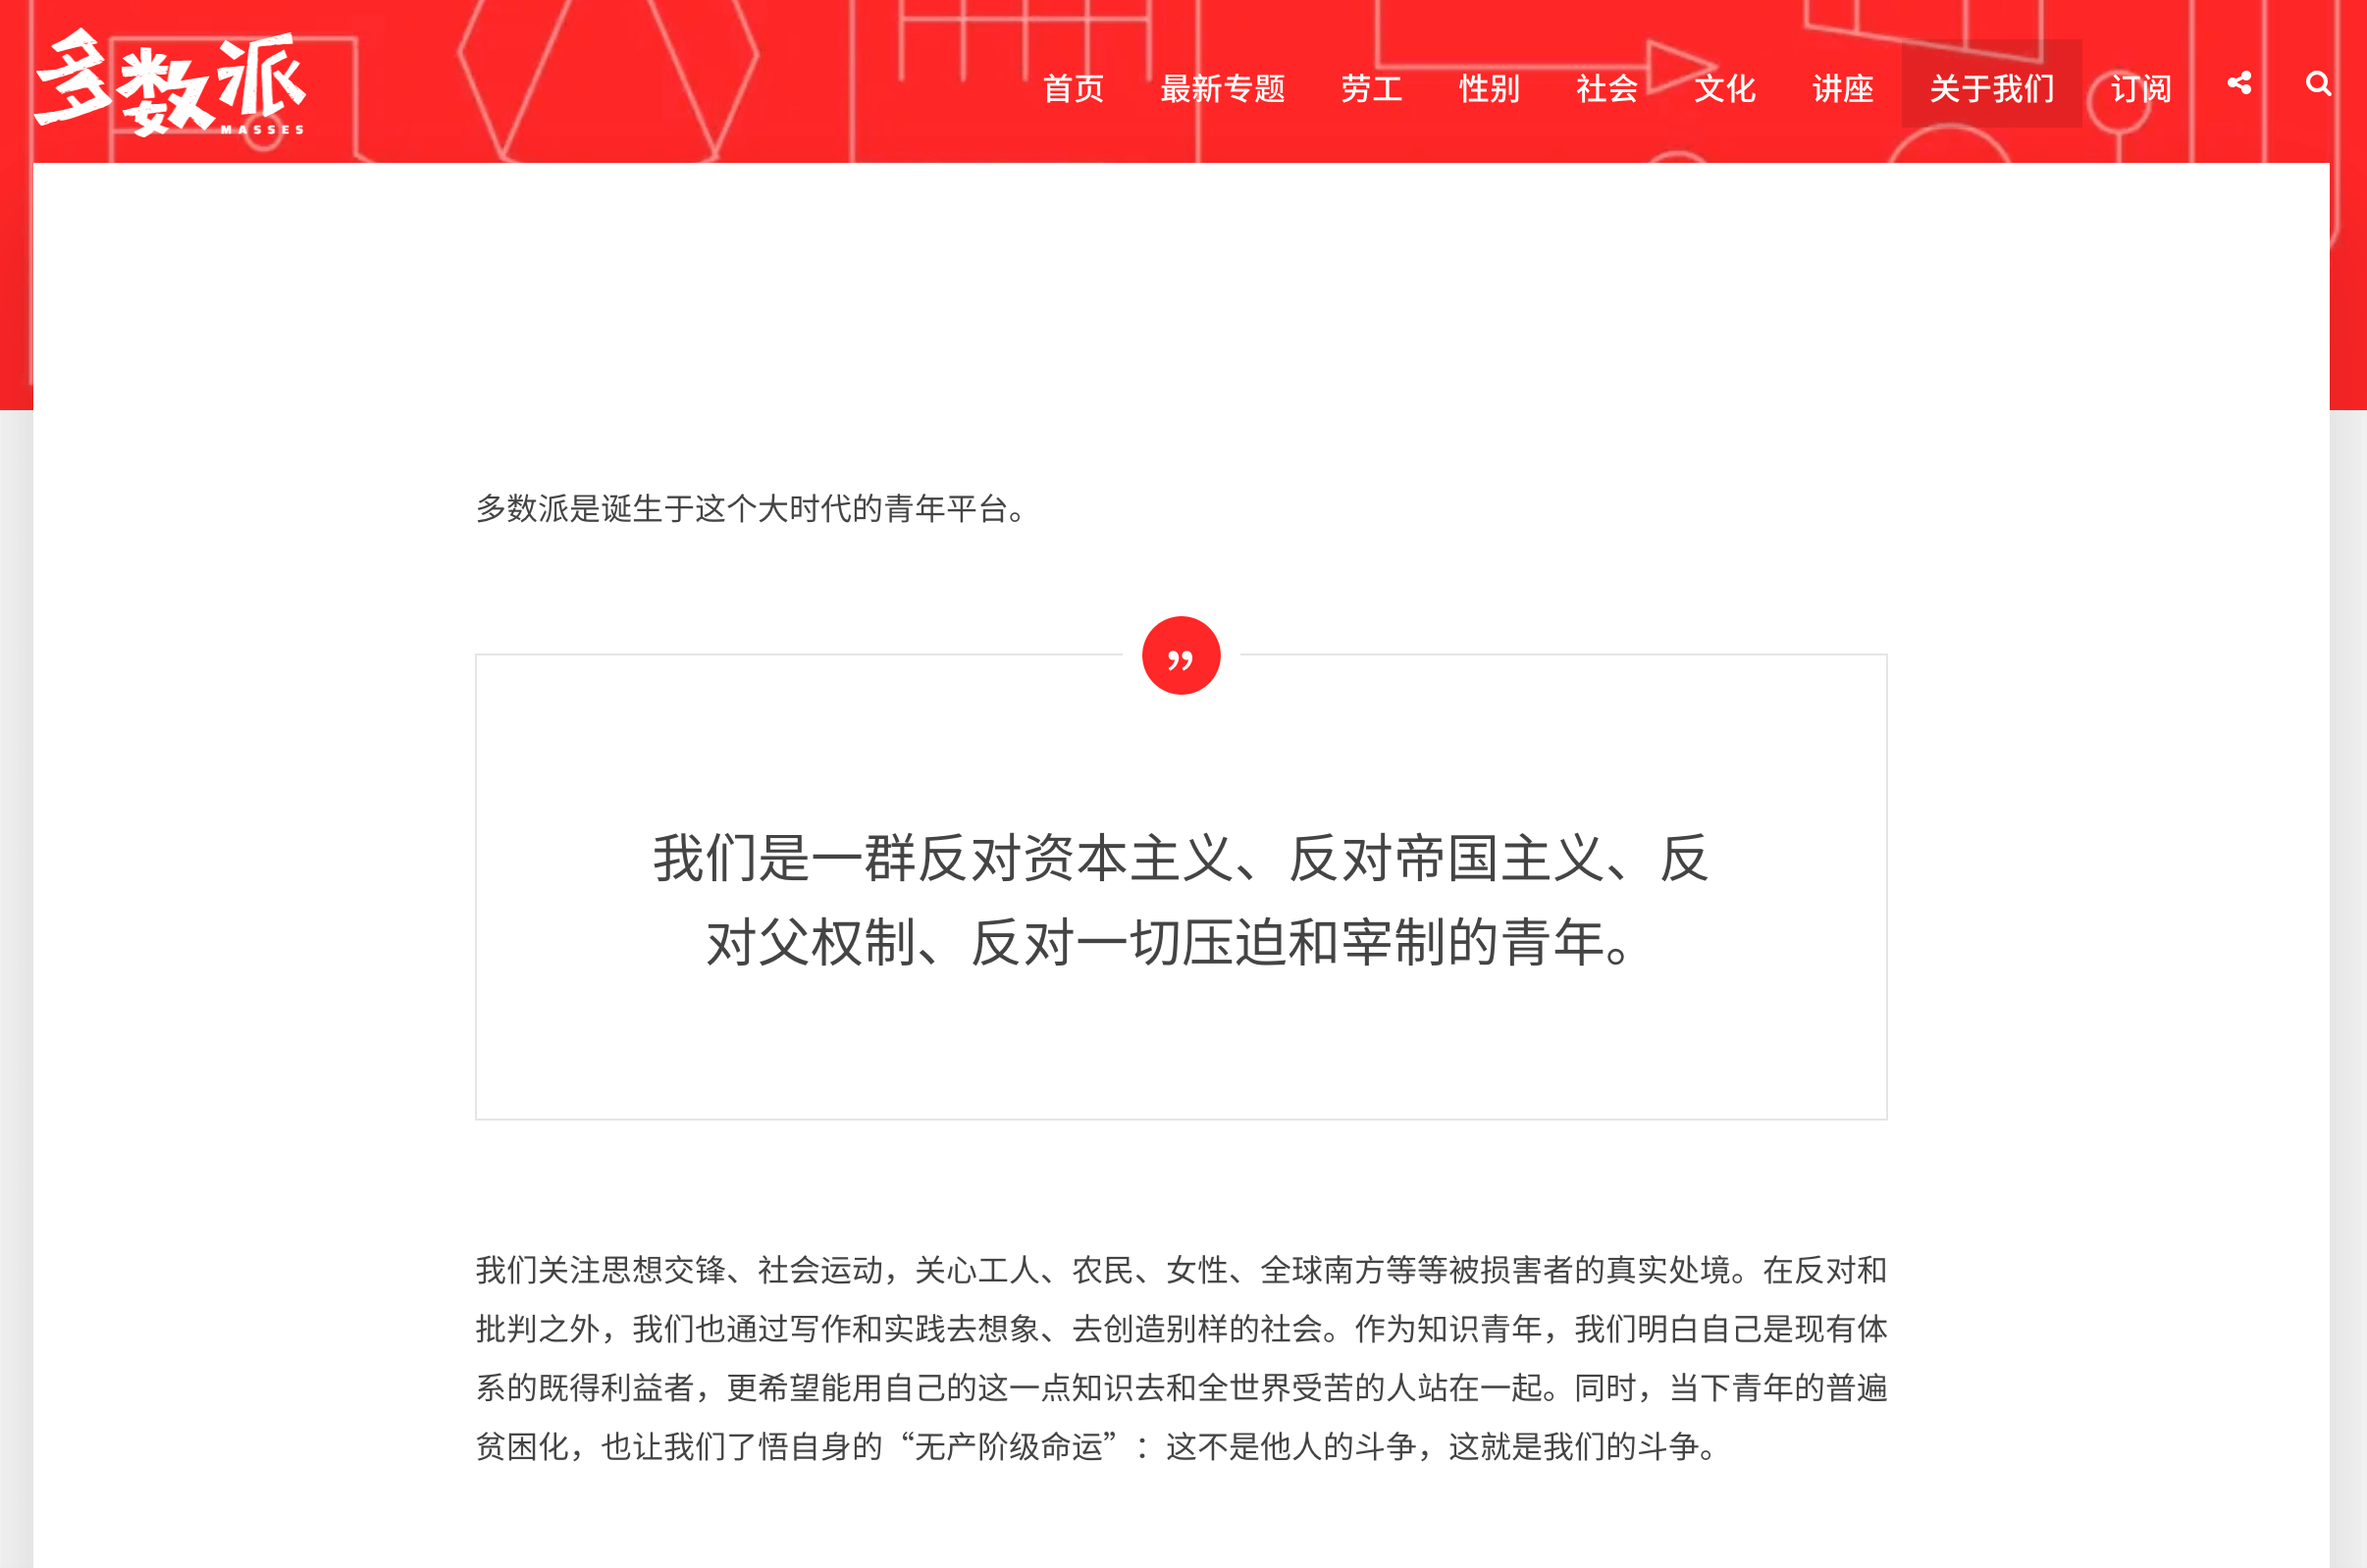 多数派
MASSES
首页 最新专题 劳工 性别 社会 文化 讲座 关于我们 订阅
多数派是诞生于这个大时代的青年平台。
”
我们是一群反对资本主义、反对帝国主义、反
对父权制、反对一切压迫和宰制的青年。
我们关注思想交锋、社会运动，关心工人、农民、女性、全球南方等等被损害者的真实处境。在反对和
批判之外，我们也通过写作和实践去想象、去创造别样的社会。作为知识青年，我们明白自己是现有体
系的既得利益者，更希望能用自己的这一点知识去和全世界受苦的人站在一起。同时，当下青年的普遍
贫困化，也让我们了悟自身的“无产阶级命运”：这不是他人的斗争，这就是我们的斗争。